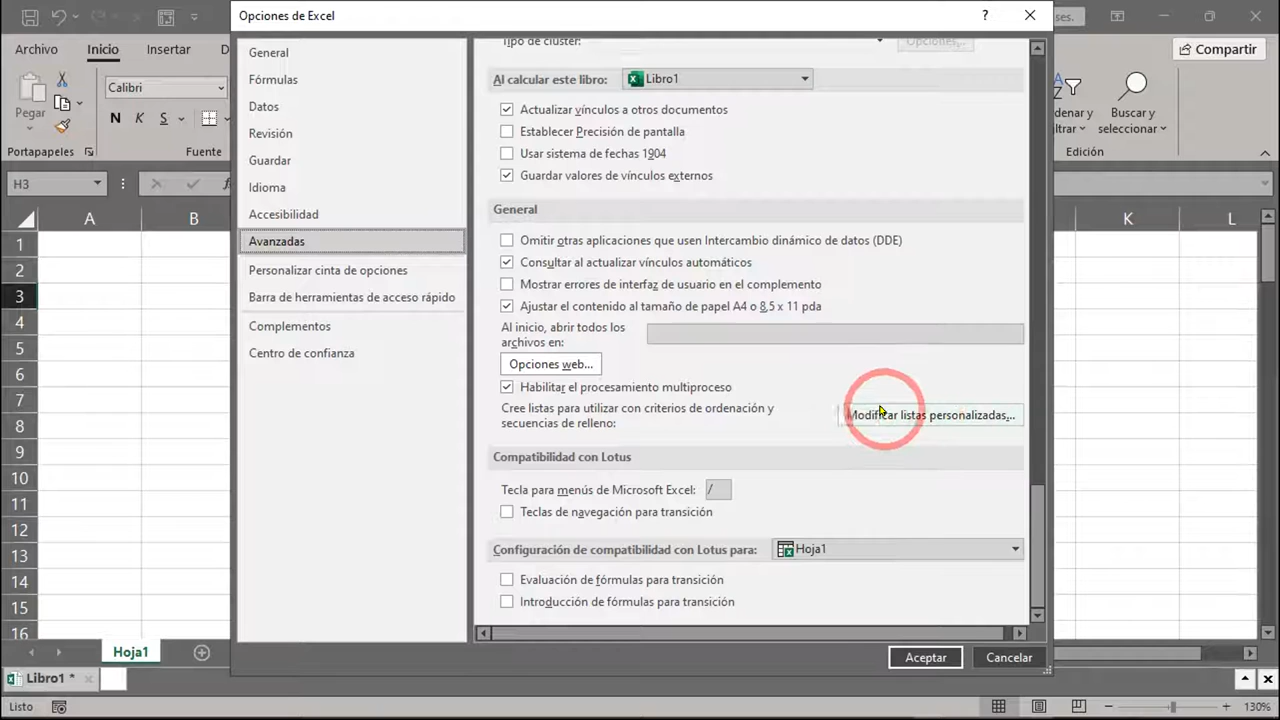 Opciones de Excel
?
ses.
Archivo
Inicio
Insertar
D
Compartir
Pegar
Calibri
N K S
Portapapeles
Fuente
denar y
filtrar
Buscar y
seleccionar
Edición
H3
A B K L
1
2
3
4
5
6
7
8
9
10
11
12
13
14
15
16
General
Fórmulas
Datos
Revisión
Guardar
Idioma
Accesibilidad
Avanzadas
Personalizar cinta de opciones
Barra de herramientas de acceso rápido
Complementos
Centro de confianza
Tipo de clúster:
Opciones...
Al calcular este libro:
Libro1
Actualizar vínculos a otros documentos
Establecer Precisión de pantalla
Usar sistema de fechas 1904
Guardar valores de vínculos externos
General
Omitir otras aplicaciones que usen Intercambio dinámico de datos (DDE)
Consultar al actualizar vínculos automáticos
Mostrar errores de interfaz de usuario en el complemento
Ajustar el contenido al tamaño de papel A4 o 8,5 x 11 pda
Al inicio, abrir todos los
archivos en:
Opciones web...
Habilitar el procesamiento multiproceso
Cree listas para utilizar con criterios de ordenación y
secuencias de relleno:
Modificar listas personalizadas...
Compatibilidad con Lotus
Tecla para menús de Microsoft Excel: /
Teclas de navegación para transición
Configuración de compatibilidad con Lotus para:
Hoja1
Evaluación de fórmulas para transición
Introducción de fórmulas para transición
Aceptar
Cancelar
Hoja1
Libro1 *
Listo
130%